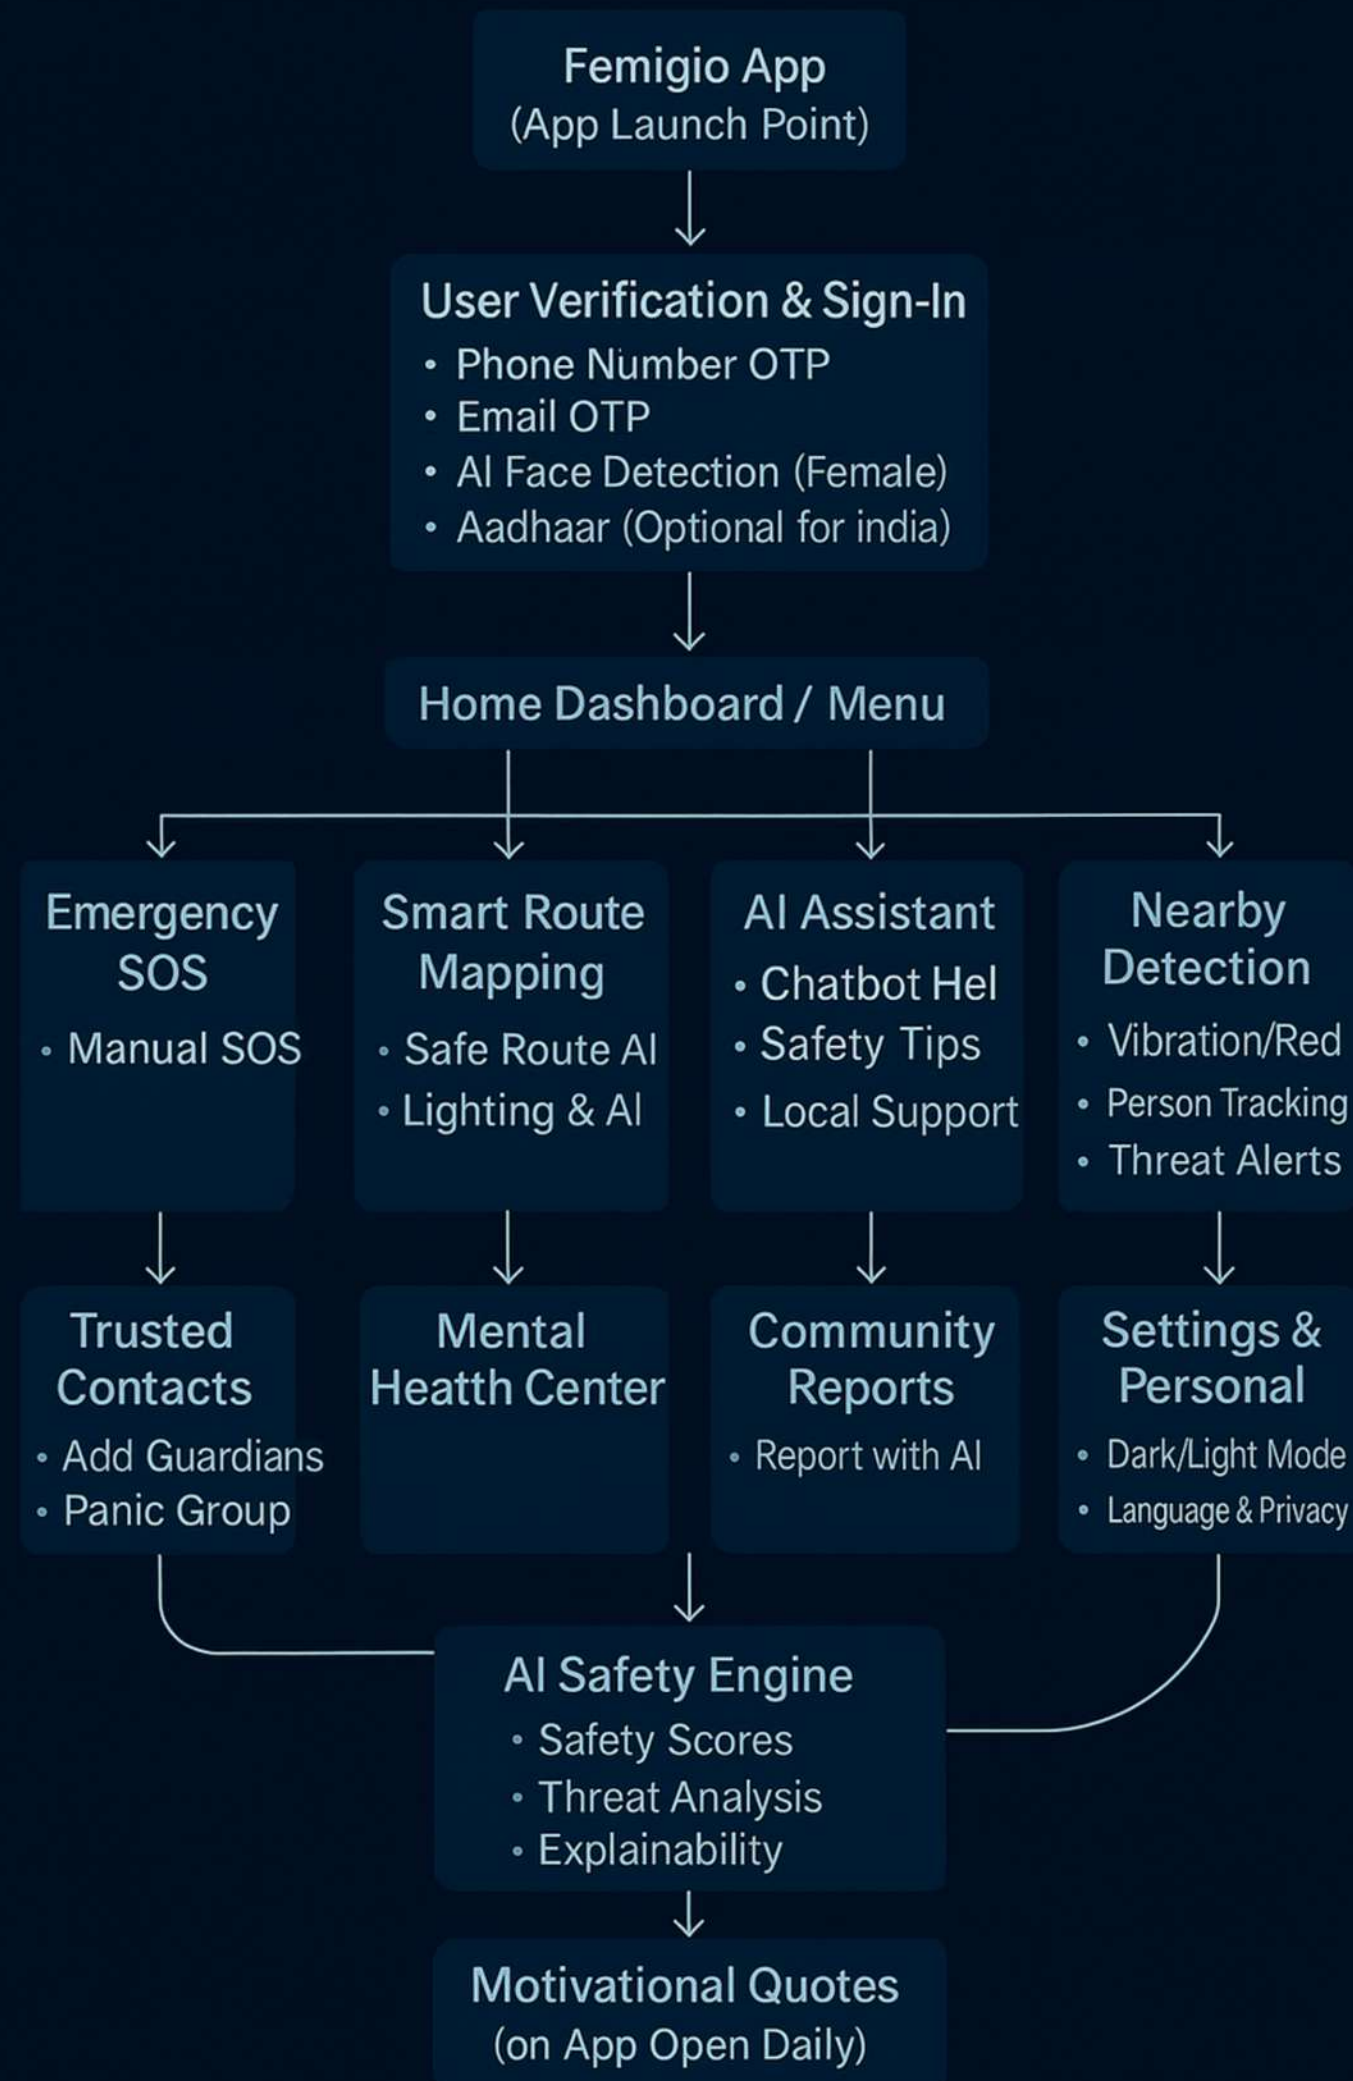 Femigio App
(App Launch Point)
User Verification & Sign-In
• Phone Number OTP
• Email OTP
• AI Face Detection (Female)
• Aadhaar (Optional for india)
Home Dashboard / Menu
Emergency
SOS
• Manual SOS
Smart Route
Mapping
• Safe Route AI
• Lighting & AI
AI Assistant
• Chatbot Hel
• Safety Tips
• Local Support
Nearby
Detection
• Vibration/Red
• Person Tracking
• Threat Alerts
Trusted
Contacts
• Add Guardians
• Panic Group
Mental
Heatth Center
Community
Reports
• Report with AI
Settings &
Personal
• Dark/Light Mode
• Language & Privacy
AI Safety Engine
• Safety Scores
• Threat Analysis
• Explainability
Motivational Quotes
(on App Open Daily)